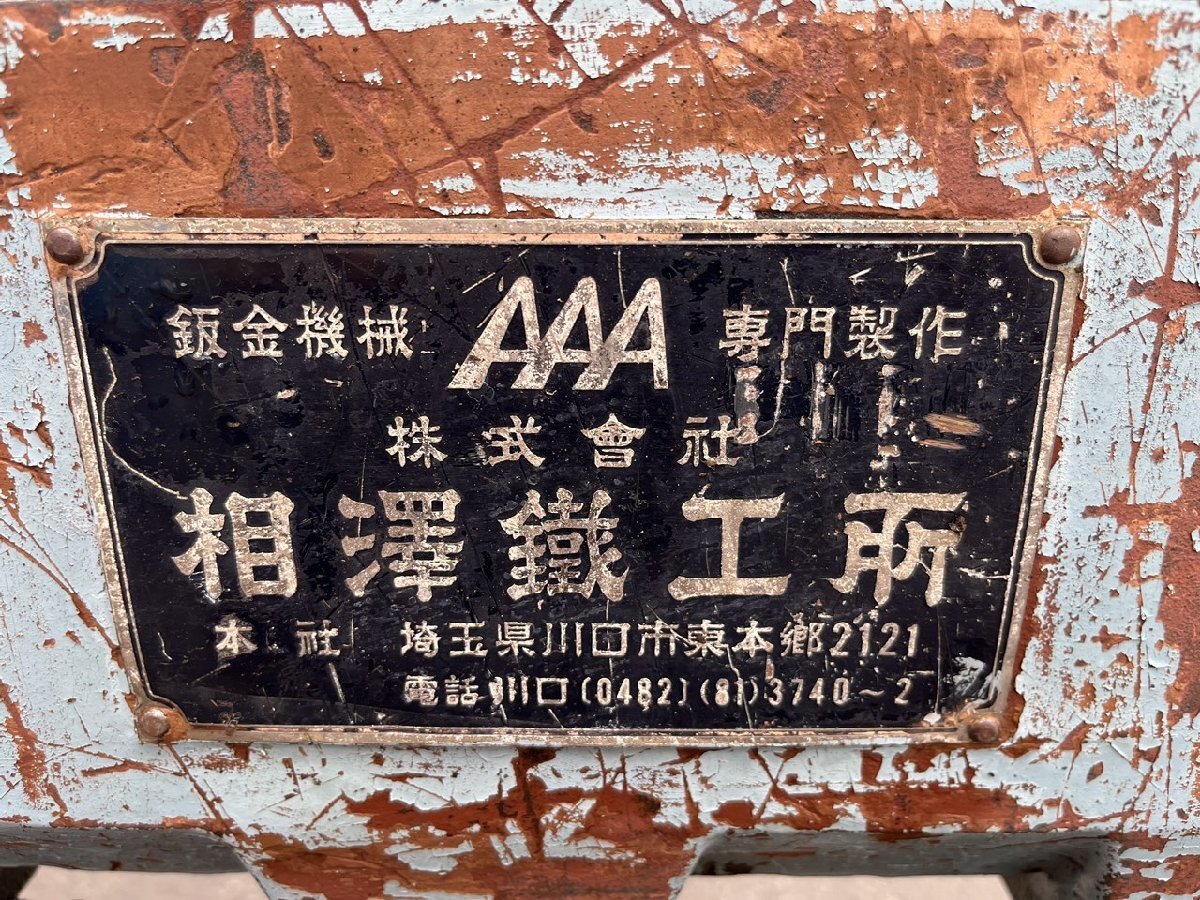 鈑金機械 AAA 専門製作
株式會社
相澤鐵工所
本社 埼玉県川口市東本郷2121
電話 川口 (0482) (81) 3740～2